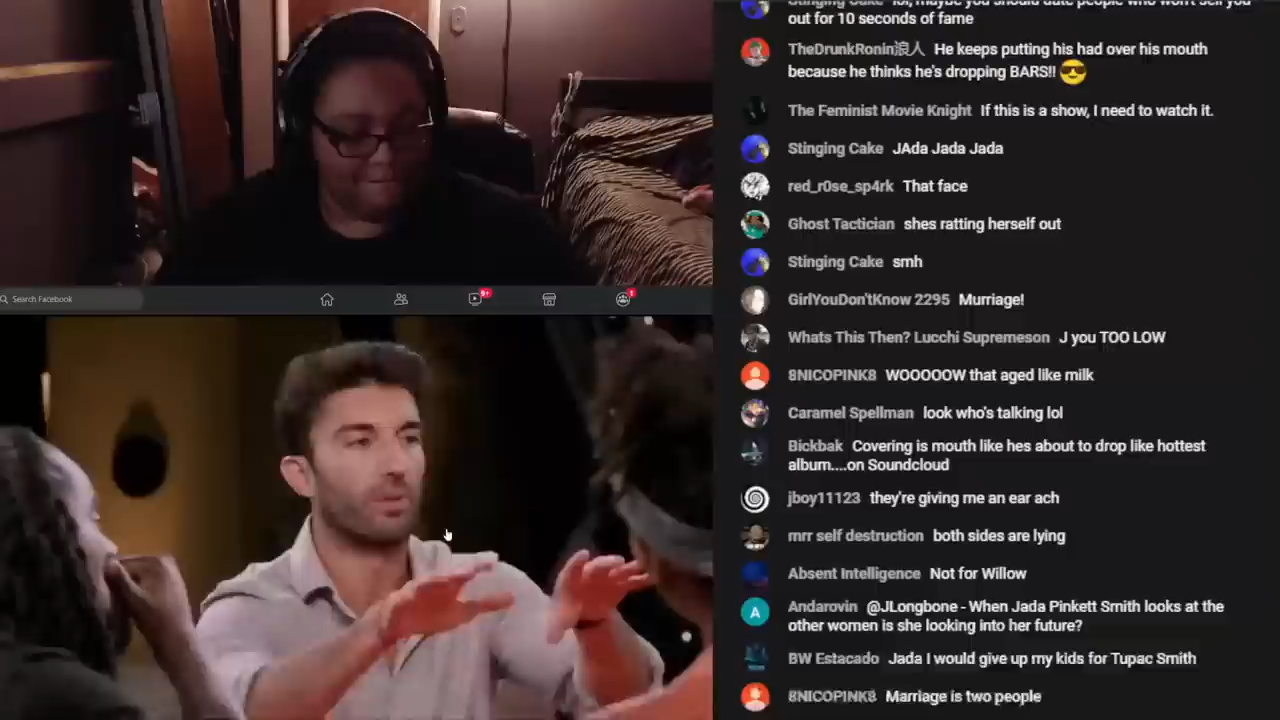 Search Facebook
9+
1
out for 10 seconds of fame
TheDrunkRonin浪人 He keeps putting his had over his mouth
because he thinks he's dropping BARS!!
The Feminist Movie Knight If this is a show, I need to watch it.
Stinging Cake JAda Jada Jada
red_r0se_sp4rk That face
Ghost Tactician shes ratting herself out
Stinging Cake smh
GirlYouDon'tKnow 2295 Murriage!
Whats This Then? Lucchi Supremeson J you TOO LOW
8NICOPINK8 WOOOOOW that aged like milk
Caramel Spellman look who's talking lol
Bickbak Covering is mouth like hes about to drop like hottest
album....on Soundcloud
jboy11123 they're giving me an ear ach
mrr self destruction both sides are lying
Absent Intelligence Not for Willow
A Andarovin @JLongbone - When Jada Pinkett Smith looks at the
other women is she looking into her future?
BW Estacado Jada I would give up my kids for Tupac Smith
8NICOPINK8 Marriage is two people